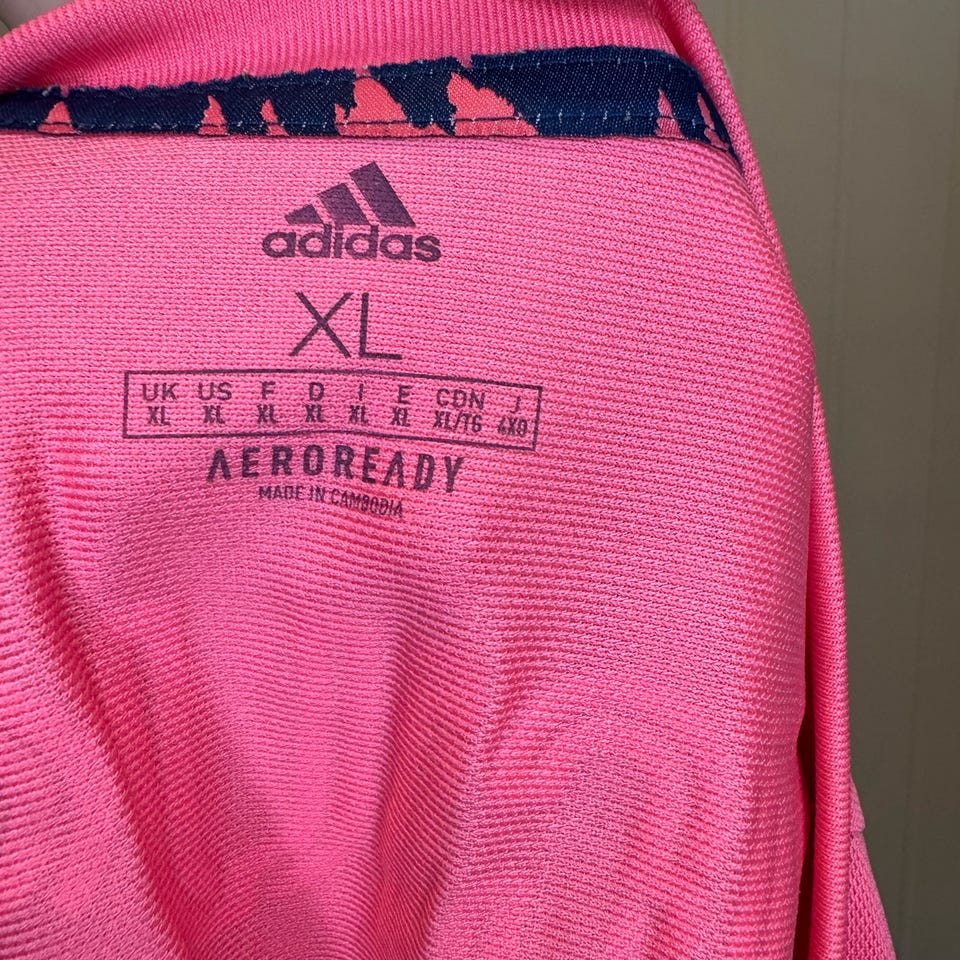 adidas
XL
UK US F D I E CDN J
XL XL XL XL XL XL XL/TG 4XO
AEROREADY
MADE IN CAMBODIA